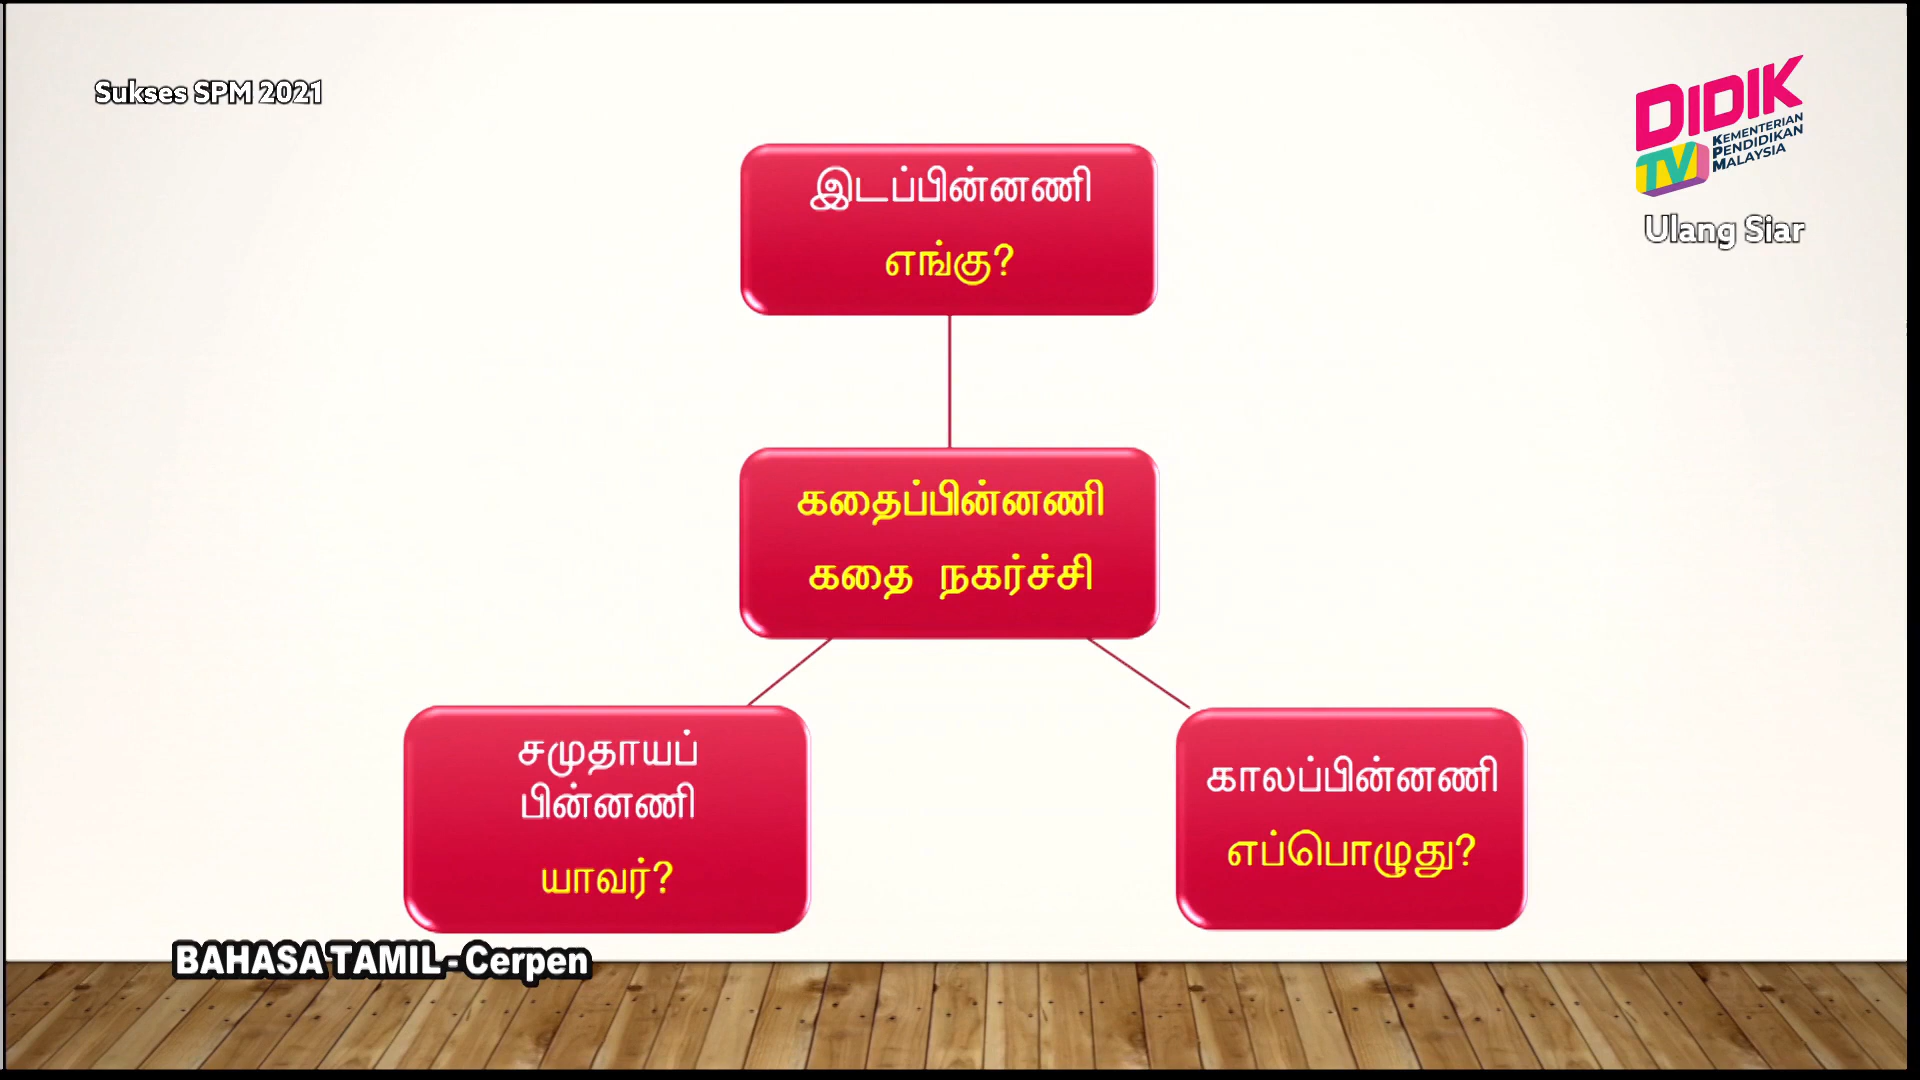 Sukses SPM 2021
DIDIK
TV
KEMENTERIAN
PENDIDIKAN
MALAYSIA
Ulang Siar
இடப்பின்னணி
எங்கு?
கதைப்பின்னணி
கதை நகர்ச்சி
சமுதாயப்
பின்னணி
யாவர்?
காலப்பின்னணி
எப்பொழுது?
BAHASA TAMIL - Cerpen